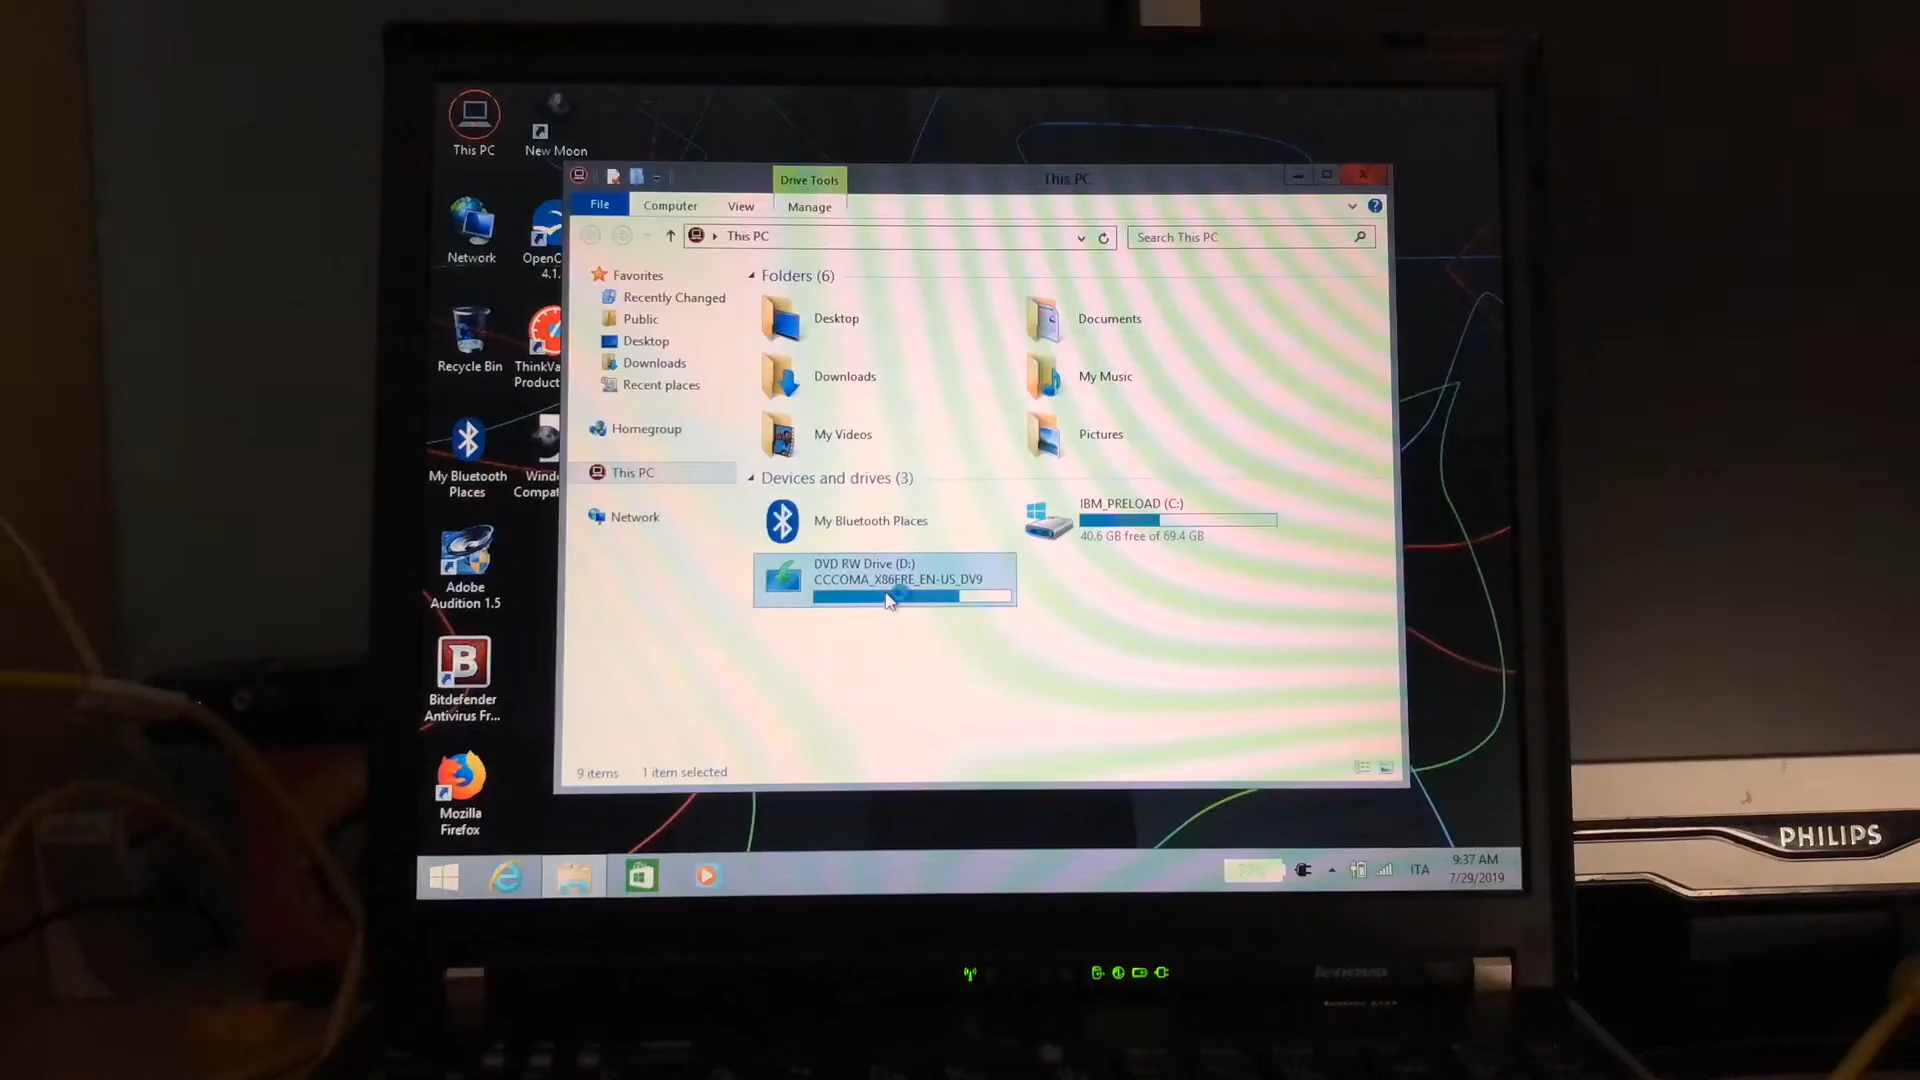 This PC
New Moon
Network
OpenO
4.1.
Recycle Bin
ThinkVa
Product
My Bluetooth
Places
Wind
Compat
Adobe
Audition 1.5
Bitdefender
Antivirus Fr...
Mozilla
Firefox
Drive Tools
This PC
File
Computer
View
Manage
This PC
Search This PC
Favorites
Recently Changed
Public
Desktop
Downloads
Recent places
Homegroup
This PC
Network
Folders (6)
Desktop
Documents
Downloads
My Music
My Videos
Pictures
Devices and drives (3)
My Bluetooth Places
IBM_PRELOAD (C:)
40.6 GB free of 69.4 GB
DVD RW Drive (D:)
CCCOMA_X86FRE_EN-US_DV9
9 items
1 item selected
ITA
9:37 AM
7/29/2019
lenovo
PHILIPS